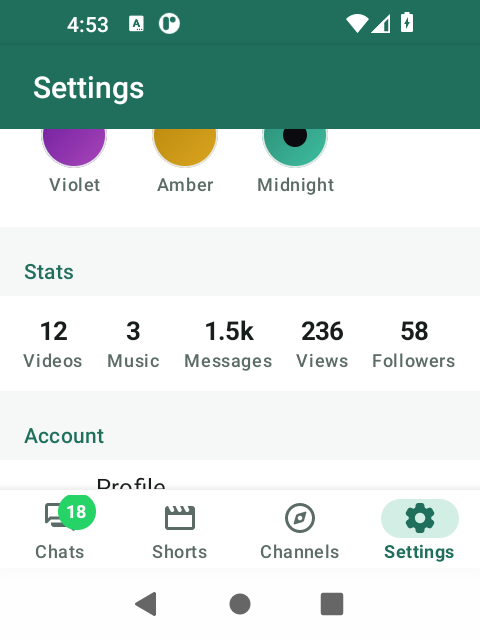 4:53
Settings
Violet Amber Midnight
Stats
12 3 1.5k 236 58
Videos Music Messages Views Followers
Account
Profile
18
Chats Shorts Channels Settings